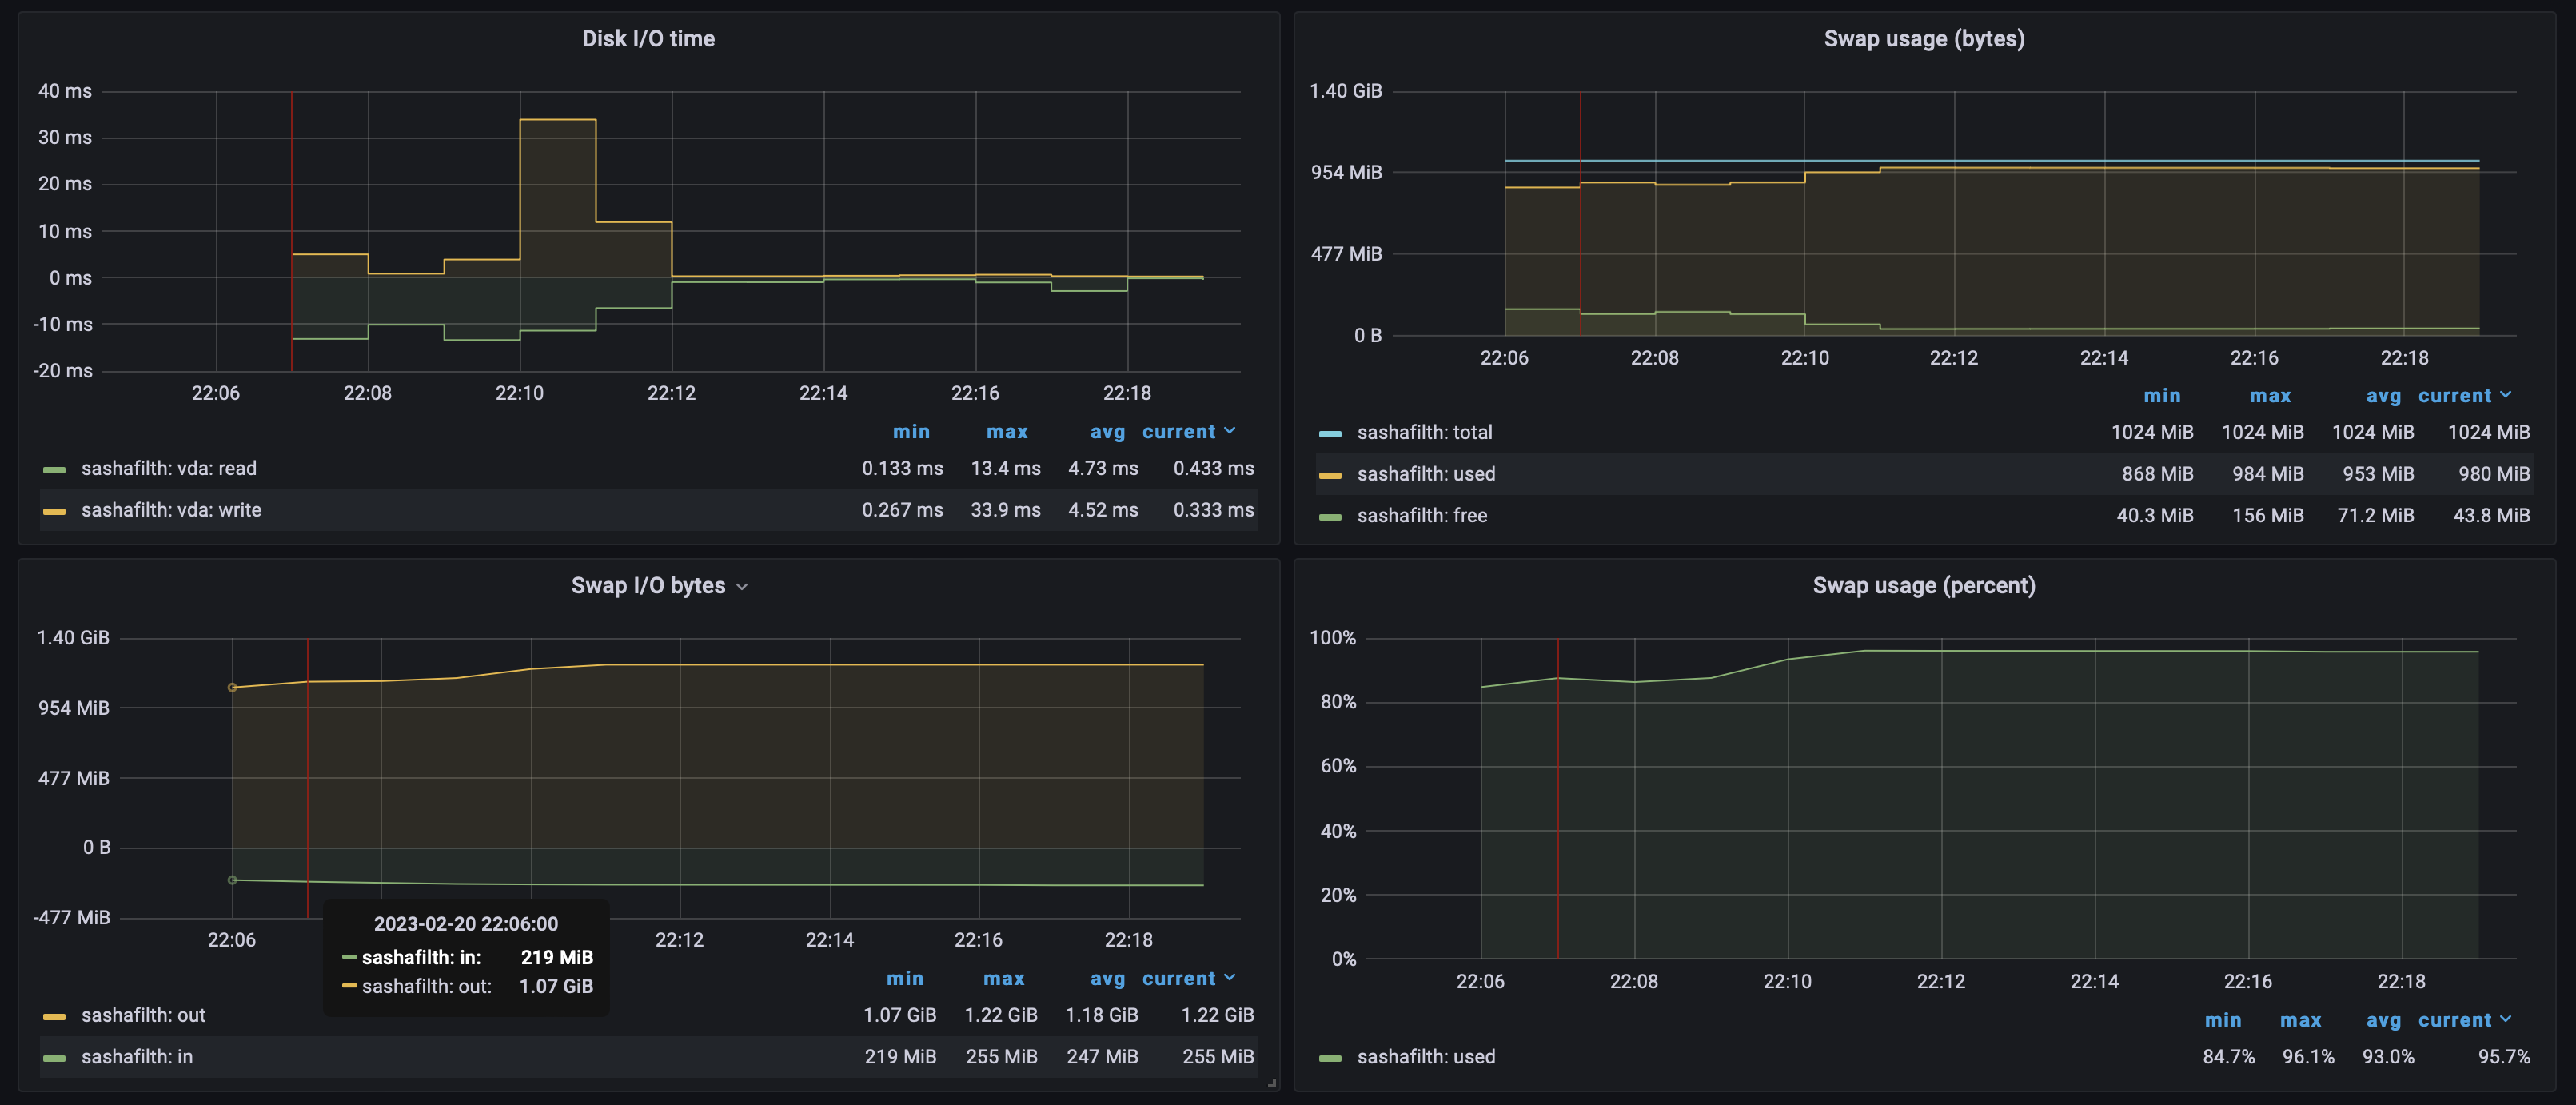 Disk I/O time
40 ms
30 ms
20 ms
10 ms
0 ms
-10 ms
-20 ms
22:06 22:08 22:10 22:12 22:14 22:16 22:18
min max avg current
sashafilth: vda: read 0.133 ms 13.4 ms 4.73 ms 0.433 ms
sashafilth: vda: write 0.267 ms 33.9 ms 4.52 ms 0.333 ms
Swap usage (bytes)
1.40 GiB
954 MiB
477 MiB
0 B
22:06 22:08 22:10 22:12 22:14 22:16 22:18
min max avg current
sashafilth: total 1024 MiB 1024 MiB 1024 MiB 1024 MiB
sashafilth: used 868 MiB 984 MiB 953 MiB 980 MiB
sashafilth: free 40.3 MiB 156 MiB 71.2 MiB 43.8 MiB
Swap I/O bytes
1.40 GiB
954 MiB
477 MiB
0 B
-477 MiB
22:06 22:12 22:14 22:16 22:18
2023-02-20 22:06:00
sashafilth: in: 219 MiB
sashafilth: out: 1.07 GiB
min max avg current
sashafilth: out 1.07 GiB 1.22 GiB 1.18 GiB 1.22 GiB
sashafilth: in 219 MiB 255 MiB 247 MiB 255 MiB
Swap usage (percent)
100%
80%
60%
40%
20%
0%
22:06 22:08 22:10 22:12 22:14 22:16 22:18
min max avg current
sashafilth: used 84.7% 96.1% 93.0% 95.7%